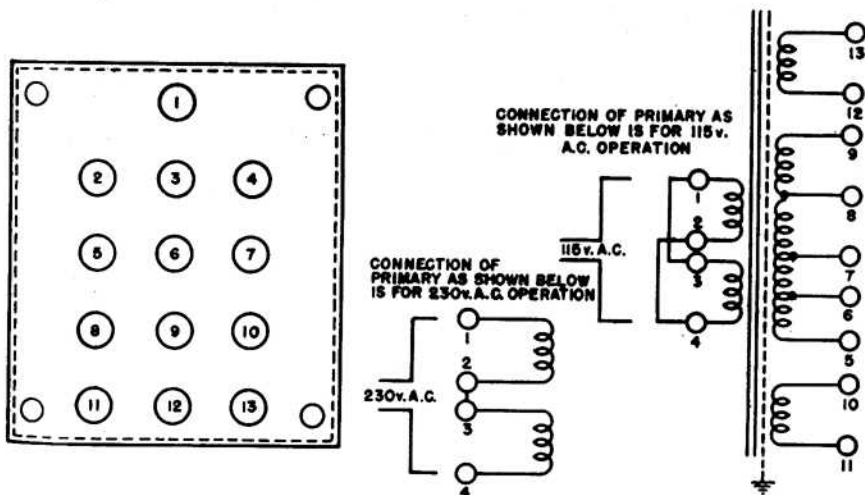 1
2 3 4
5 6 7
8 9 10
11 12 13
CONNECTION OF
PRIMARY AS SHOWN BELOW
IS FOR 230v. A.C. OPERATION
1
2
230v. A.C.
3
4
CONNECTION OF PRIMARY AS
SHOWN BELOW IS FOR 115v.
A.C. OPERATION
1
2
115v. A.C.
3
4
13
12
9
8
7
6
5
10
11